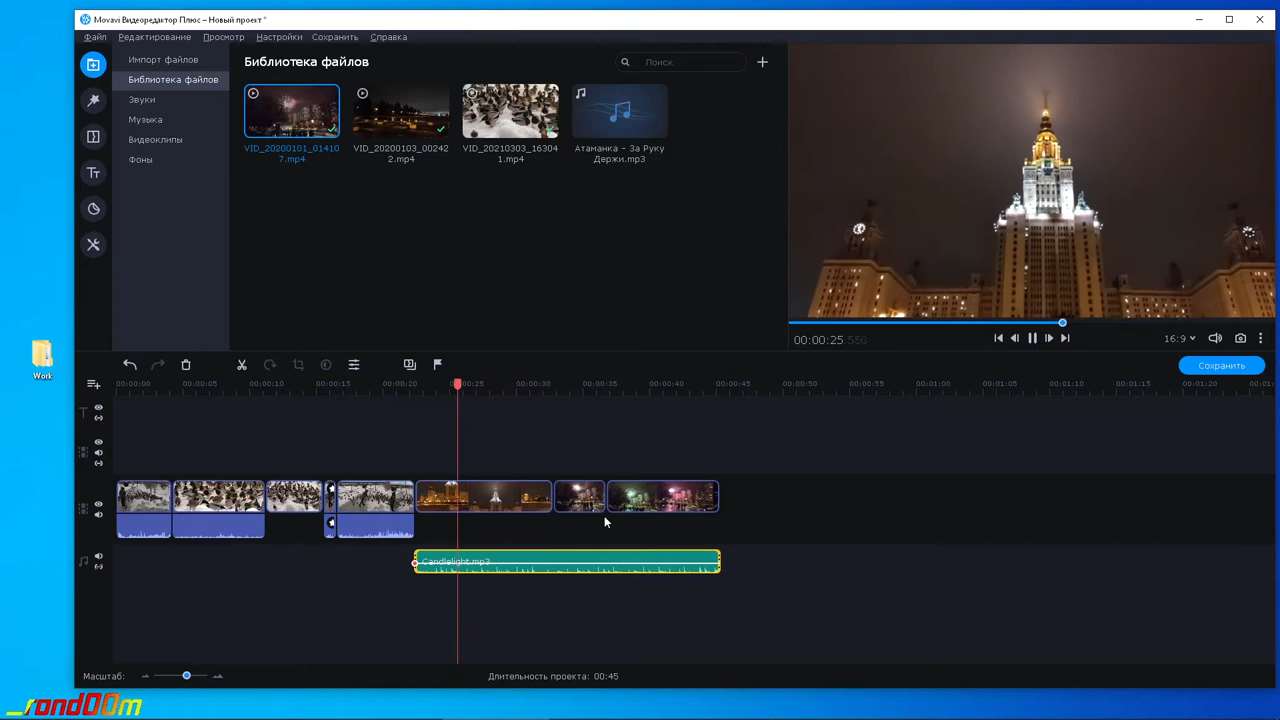 Movavi Видеоредактор Плюс – Новый проект *
Файл Редактирование Просмотр Настройки Сохранить Справка
Импорт файлов
Библиотека файлов
Звуки
Музыка
Видеоклипы
Фоны
Библиотека файлов
Поиск
VID_20200101_01410
7.mp4
VID_20200103_00242
2.mp4
VID_20210303_16304
1.mp4
Атаманка – За Руку
Держи.mp3
00:00:25.550
16:9
Сохранить
00:00:00 00:00:05 00:00:10 00:00:15 00:00:20 00:00:25 00:00:30 00:00:35 00:00:40 00:00:45 00:00:50 00:00:55 00:01:00 00:01:05 00:01:10 00:01:15 00:01:20
Candlelight.mp3
Work
Масштаб:
Длительность проекта: 00:45
_rond00m